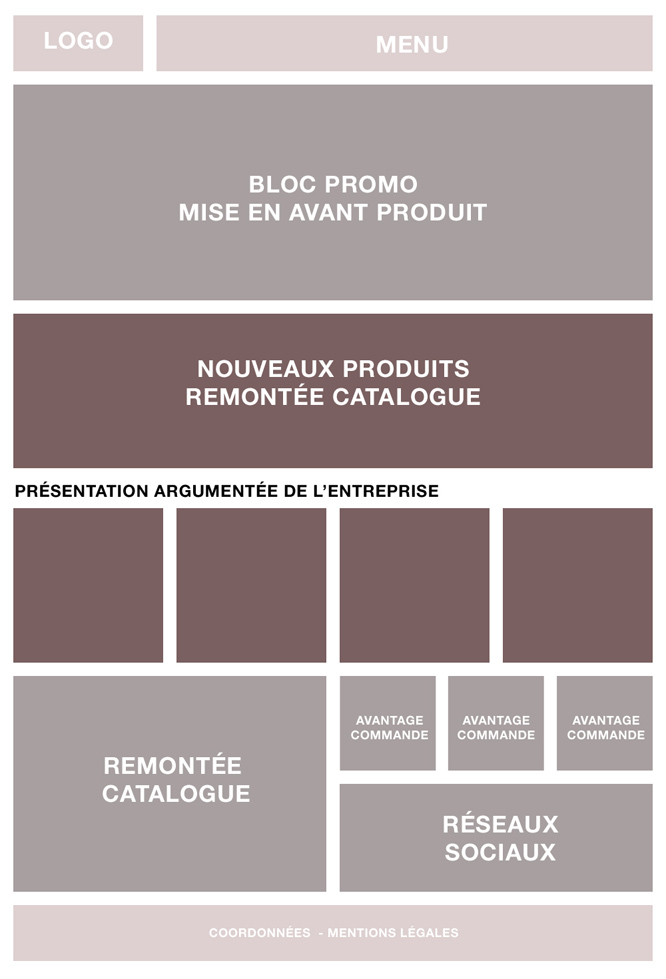 LOGO
MENU
BLOC PROMO
MISE EN AVANT PRODUIT
NOUVEAUX PRODUITS
REMONTÉE CATALOGUE
PRÉSENTATION ARGUMENTÉE DE L’ENTREPRISE
REMONTÉE
CATALOGUE
AVANTAGE
COMMANDE
AVANTAGE
COMMANDE
AVANTAGE
COMMANDE
RÉSEAUX
SOCIAUX
COORDONNÉES - MENTIONS LÉGALES